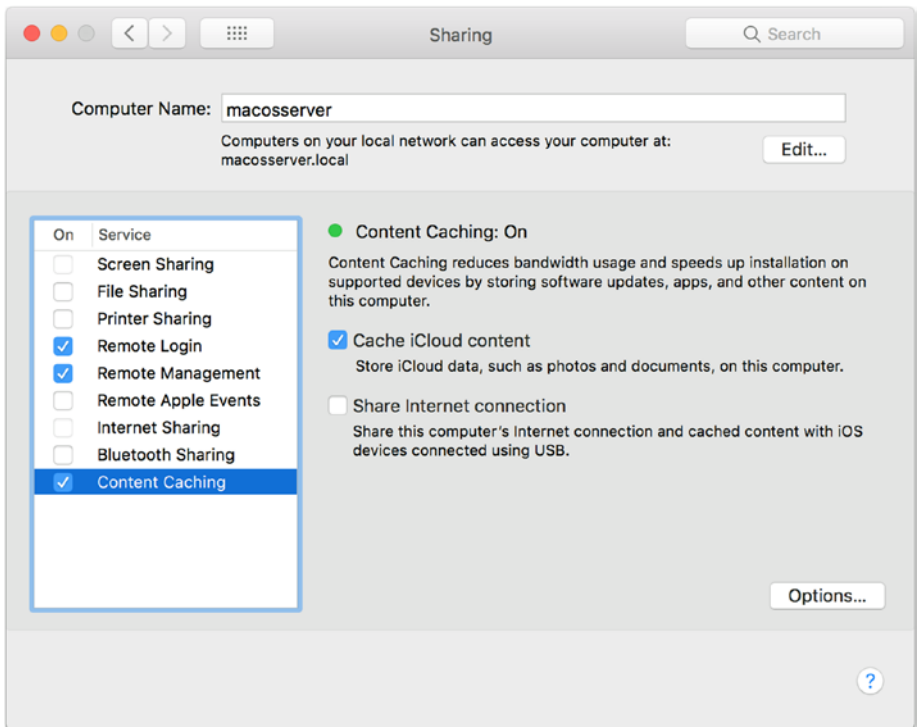 Sharing
Search
Computer Name: macosserver
Computers on your local network can access your computer at:
macosserver.local
Edit...
On Service
Screen Sharing
File Sharing
Printer Sharing
Remote Login
Remote Management
Remote Apple Events
Internet Sharing
Bluetooth Sharing
Content Caching
Content Caching: On
Content Caching reduces bandwidth usage and speeds up installation on
supported devices by storing software updates, apps, and other content on
this computer.
Cache iCloud content
Store iCloud data, such as photos and documents, on this computer.
Share Internet connection
Share this computer's Internet connection and cached content with iOS
devices connected using USB.
Options...
?